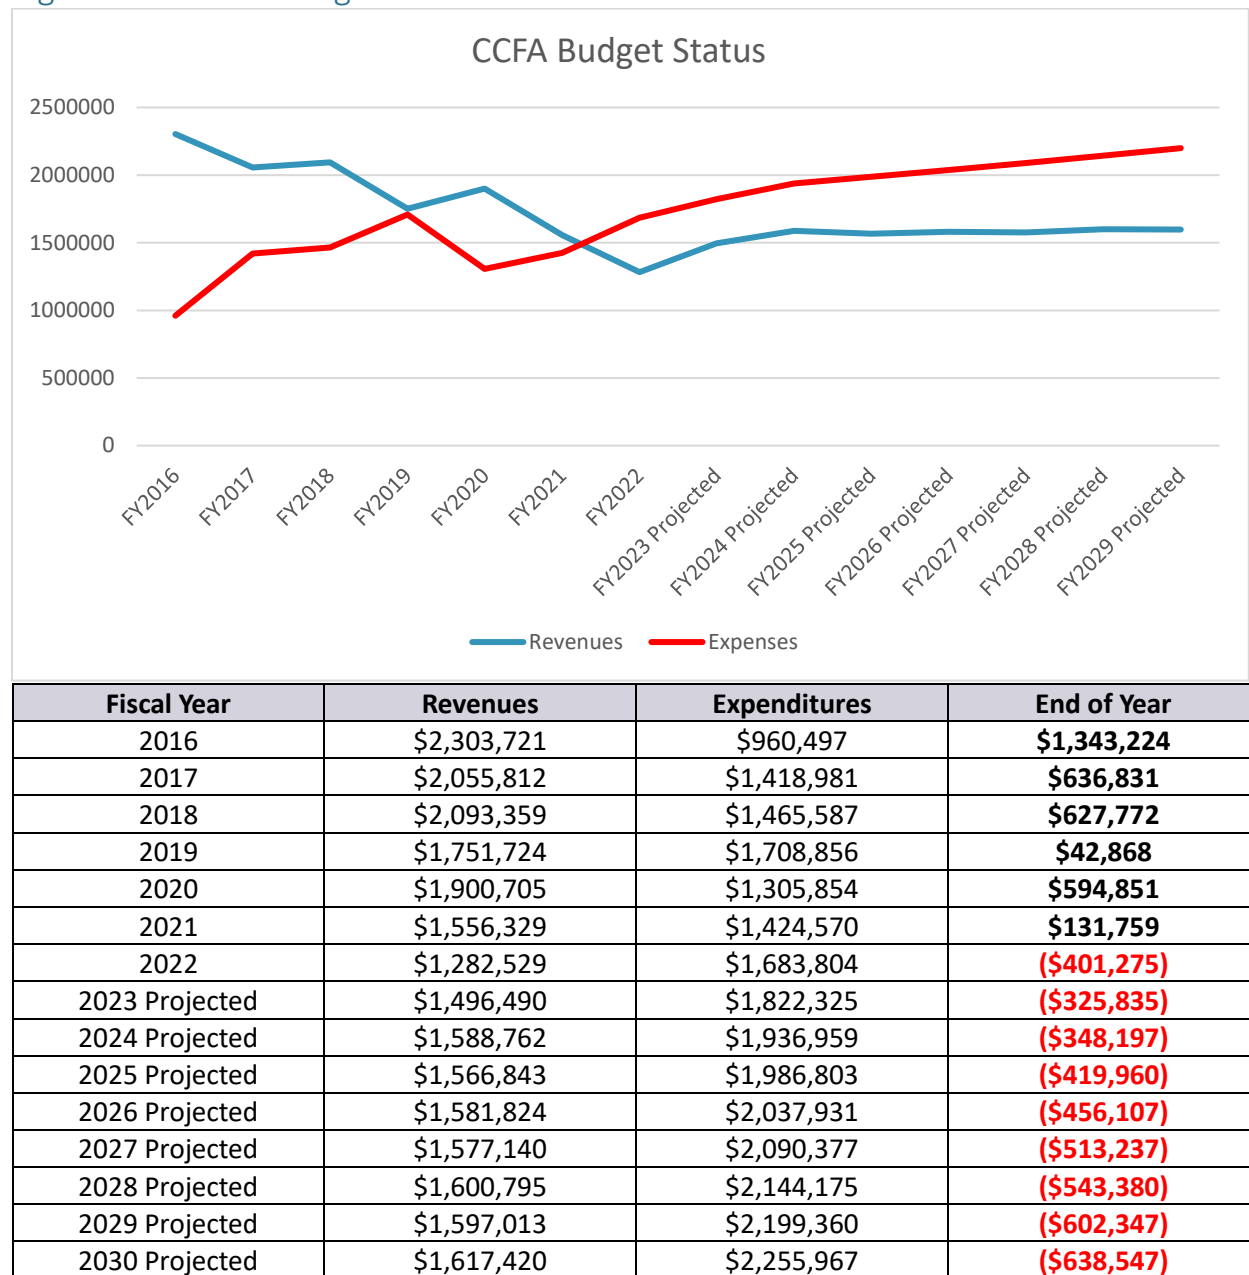 CCFA Budget Status
2500000
2000000
1500000
1000000
500000
0
FY2016 FY2017 FY2018 FY2019 FY2020 FY2021 FY2022 FY2023 Projected FY2024 Projected FY2025 Projected FY2026 Projected FY2027 Projected FY2028 Projected FY2029 Projected
Revenues Expenses
Fiscal Year Revenues Expenditures End of Year
2016 $2,303,721 $960,497 $1,343,224
2017 $2,055,812 $1,418,981 $636,831
2018 $2,093,359 $1,465,587 $627,772
2019 $1,751,724 $1,708,856 $42,868
2020 $1,900,705 $1,305,854 $594,851
2021 $1,556,329 $1,424,570 $131,759
2022 $1,282,529 $1,683,804 ($401,275)
2023 Projected $1,496,490 $1,822,325 ($325,835)
2024 Projected $1,588,762 $1,936,959 ($348,197)
2025 Projected $1,566,843 $1,986,803 ($419,960)
2026 Projected $1,581,824 $2,037,931 ($456,107)
2027 Projected $1,577,140 $2,090,377 ($513,237)
2028 Projected $1,600,795 $2,144,175 ($543,380)
2029 Projected $1,597,013 $2,199,360 ($602,347)
2030 Projected $1,617,420 $2,255,967 ($638,547)